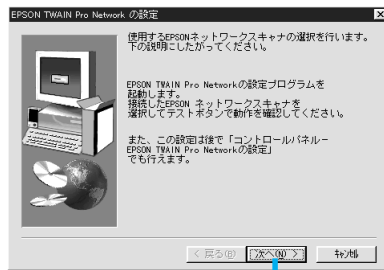 EPSON TWAIN Pro Network の設定
使用するEPSONネットワークスキャナの選択を行います。
下の説明にしたがってください。
EPSON TWAIN Pro Networkの設定プログラムを
起動します。
接続したEPSON ネットワークスキャナを
選択してテストボタンで動作を確認してください。
また、この設定は後で「コントロールパネルー
EPSON TWAIN Pro Networkの設定」
でも行えます。
< 戻る(B) 次へ(N) > キャンセル